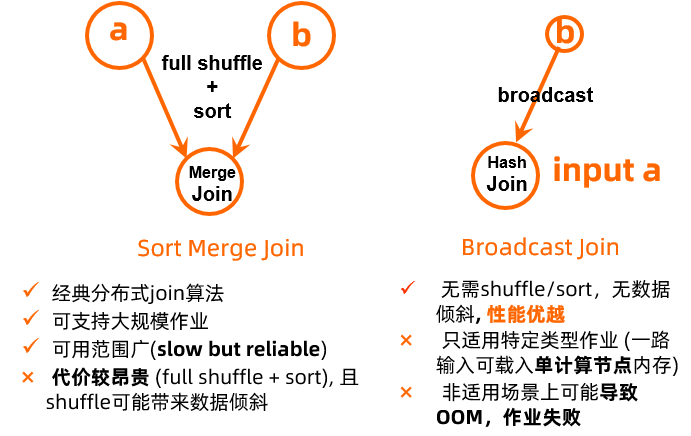 a
b
full shuffle
+
sort
Merge
Join
Sort Merge Join
✓ 经典分布式join算法
✓ 可支持大规模作业
✓ 可用范围广(slow but reliable)
× 代价较昂贵 (full shuffle + sort), 且
shuffle可能带来数据倾斜
b
broadcast
Hash
Join
input a
Broadcast Join
✓ 无需shuffle/sort，无数据
倾斜, 性能优越
× 只适用特定类型作业 (一路
输入可载入单计算节点内存)
× 非适用场景上可能导致
OOM，作业失败